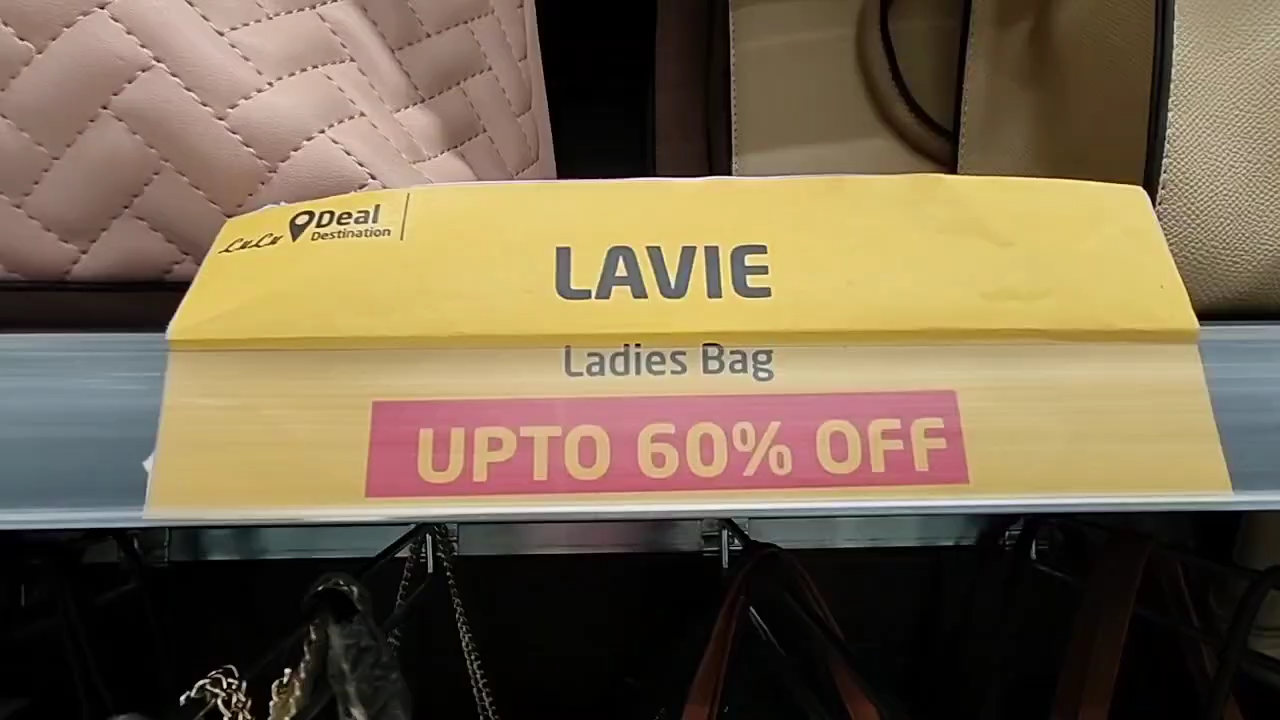 LuLu Deal
Destination
LAVIE
Ladies Bag
UPTO 60% OFF